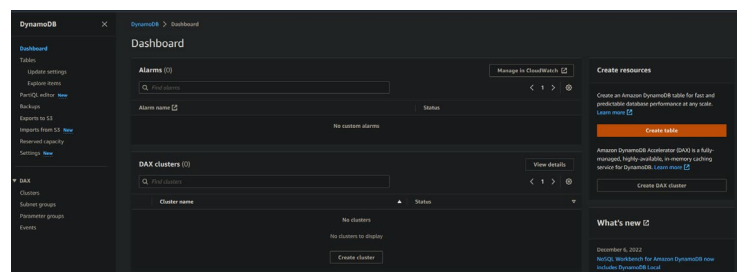 DynamoDB
Dashboard
Tables
Update settings
Explore items
PartiQL editor New
Backups
Exports to S3
Imports from S3 New
Reserved capacity
Settings New
DAX
Clusters
Subnet groups
Parameter groups
Events
DynamoDB > Dashboard
Dashboard
Alarms (0)
Manage in CloudWatch
Find alarms
1
Alarm name
Status
No custom alarms
DAX clusters (0)
View details
Find clusters
1
Cluster name
Status
No clusters
No clusters to display
Create cluster
Create resources
Create an Amazon DynamoDB table for fast and
predictable database performance at any scale.
Learn more
Create table
Amazon DynamoDB Accelerator (DAX) is a fully-
managed, highly-available, in-memory caching
service for DynamoDB. Learn more
Create DAX cluster
What's new
December 6, 2022
NoSQL Workbench for Amazon DynamoDB now
includes DynamoDB Local